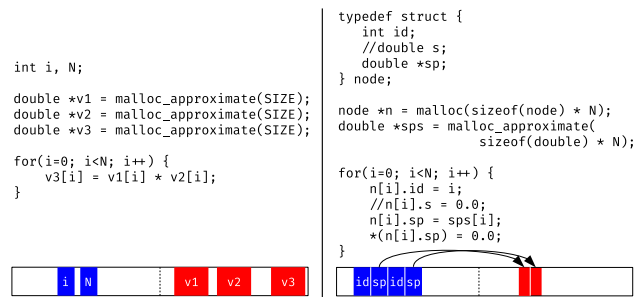 int i, N;
double *v1 = malloc_approximate(SIZE);
double *v2 = malloc_approximate(SIZE);
double *v3 = malloc_approximate(SIZE);
for(i=0; i<N; i++) {
    v3[i] = v1[i] * v2[i];
}
i N v1 v2 v3
typedef struct {
   int id;
   //double s;
   double *sp;
} node;
node *n = malloc(sizeof(node) * N);
double *sps = malloc_approximate(
                  sizeof(double) * N);
for(i=0; i<N; i++) {
    n[i].id = i;
    //n[i].s = 0.0;
    n[i].sp = sps[i];
    *(n[i].sp) = 0.0;
}
id sp id sp